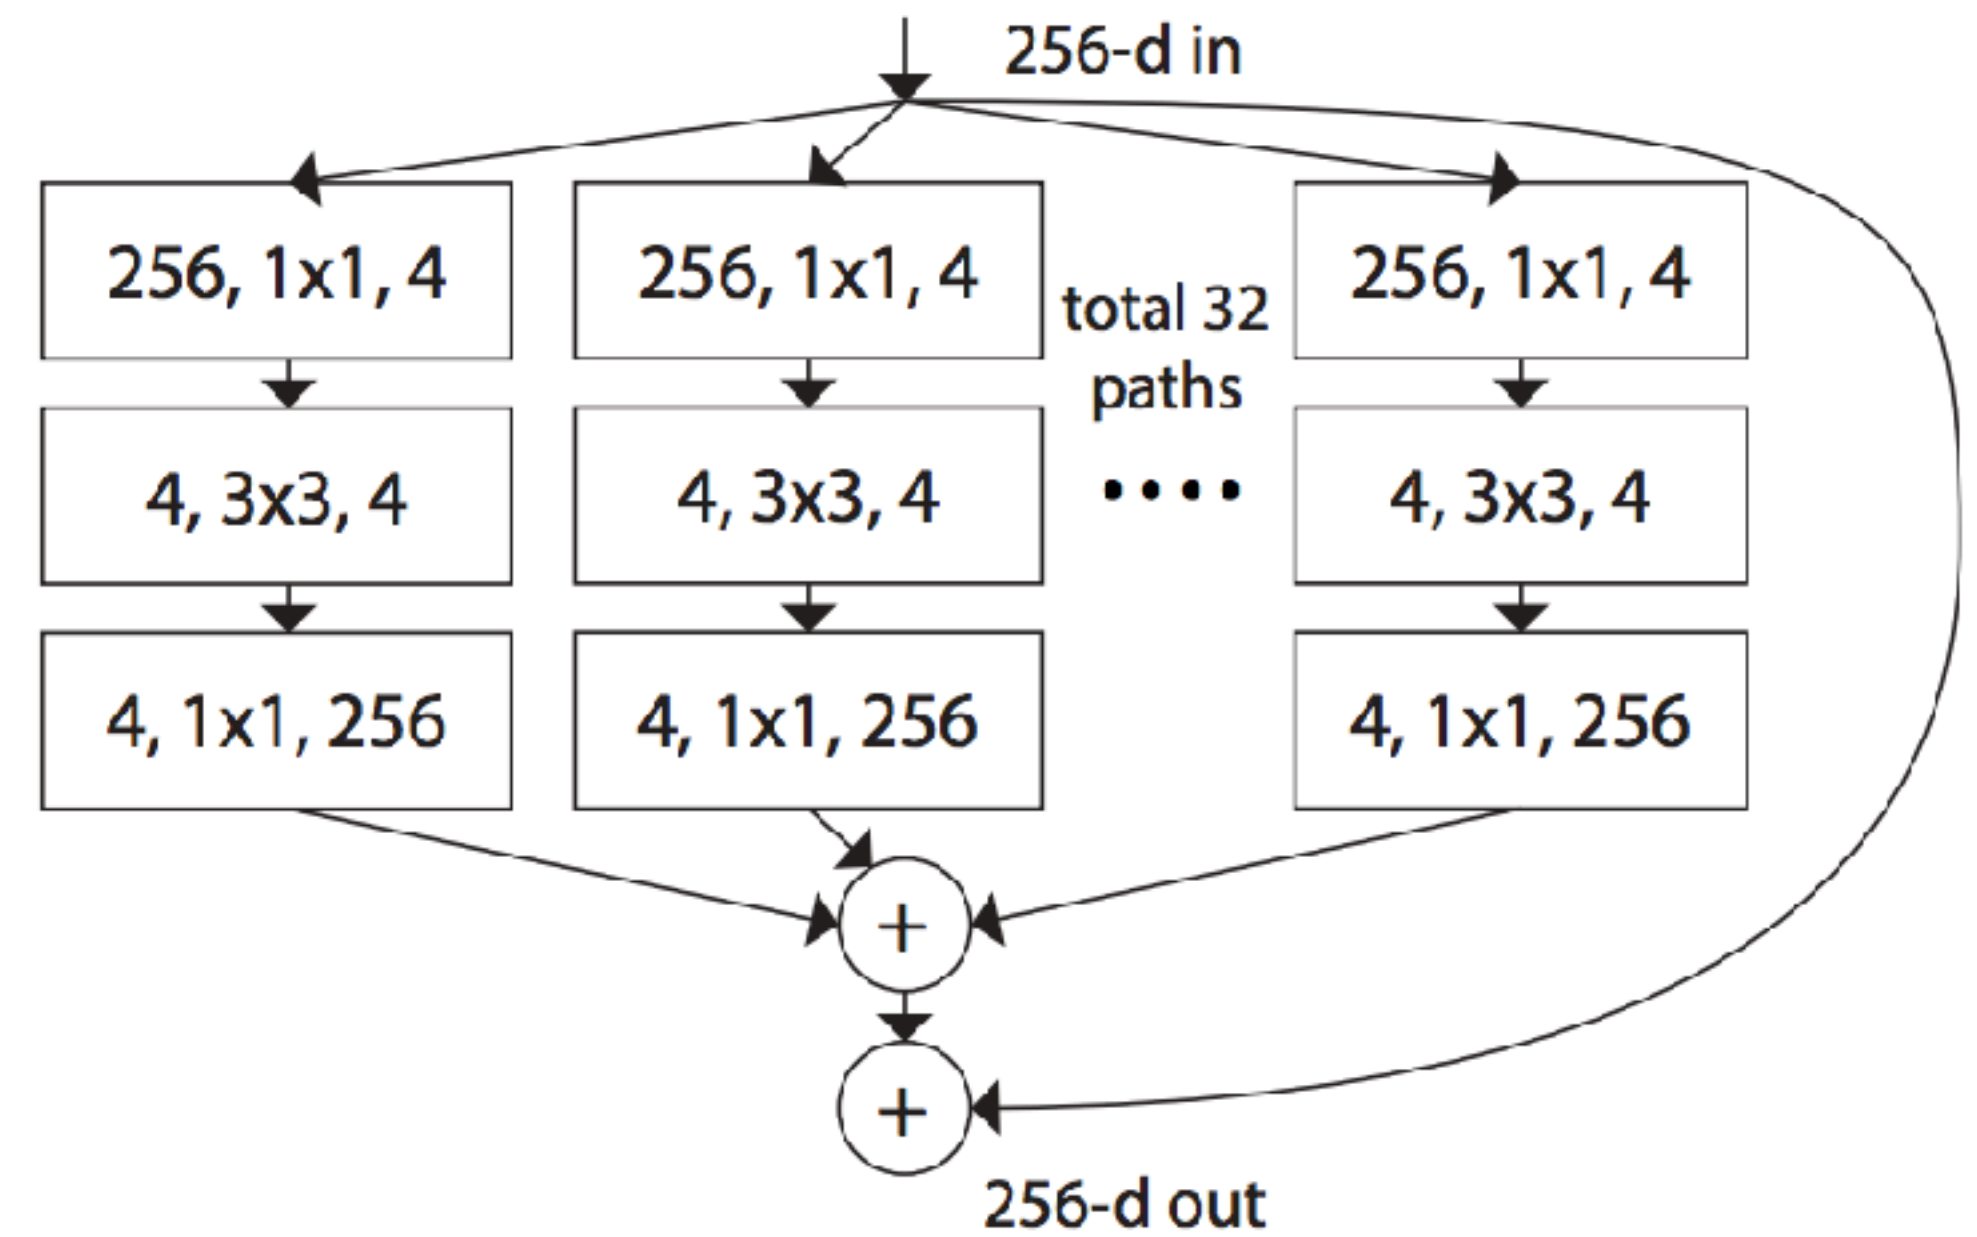 256-d in
256, 1x1, 4
256, 1x1, 4
total 32
paths
256, 1x1, 4
4, 3x3, 4
4, 3x3, 4
....
4, 3x3, 4
4, 1x1, 256
4, 1x1, 256
4, 1x1, 256
+
+
256-d out